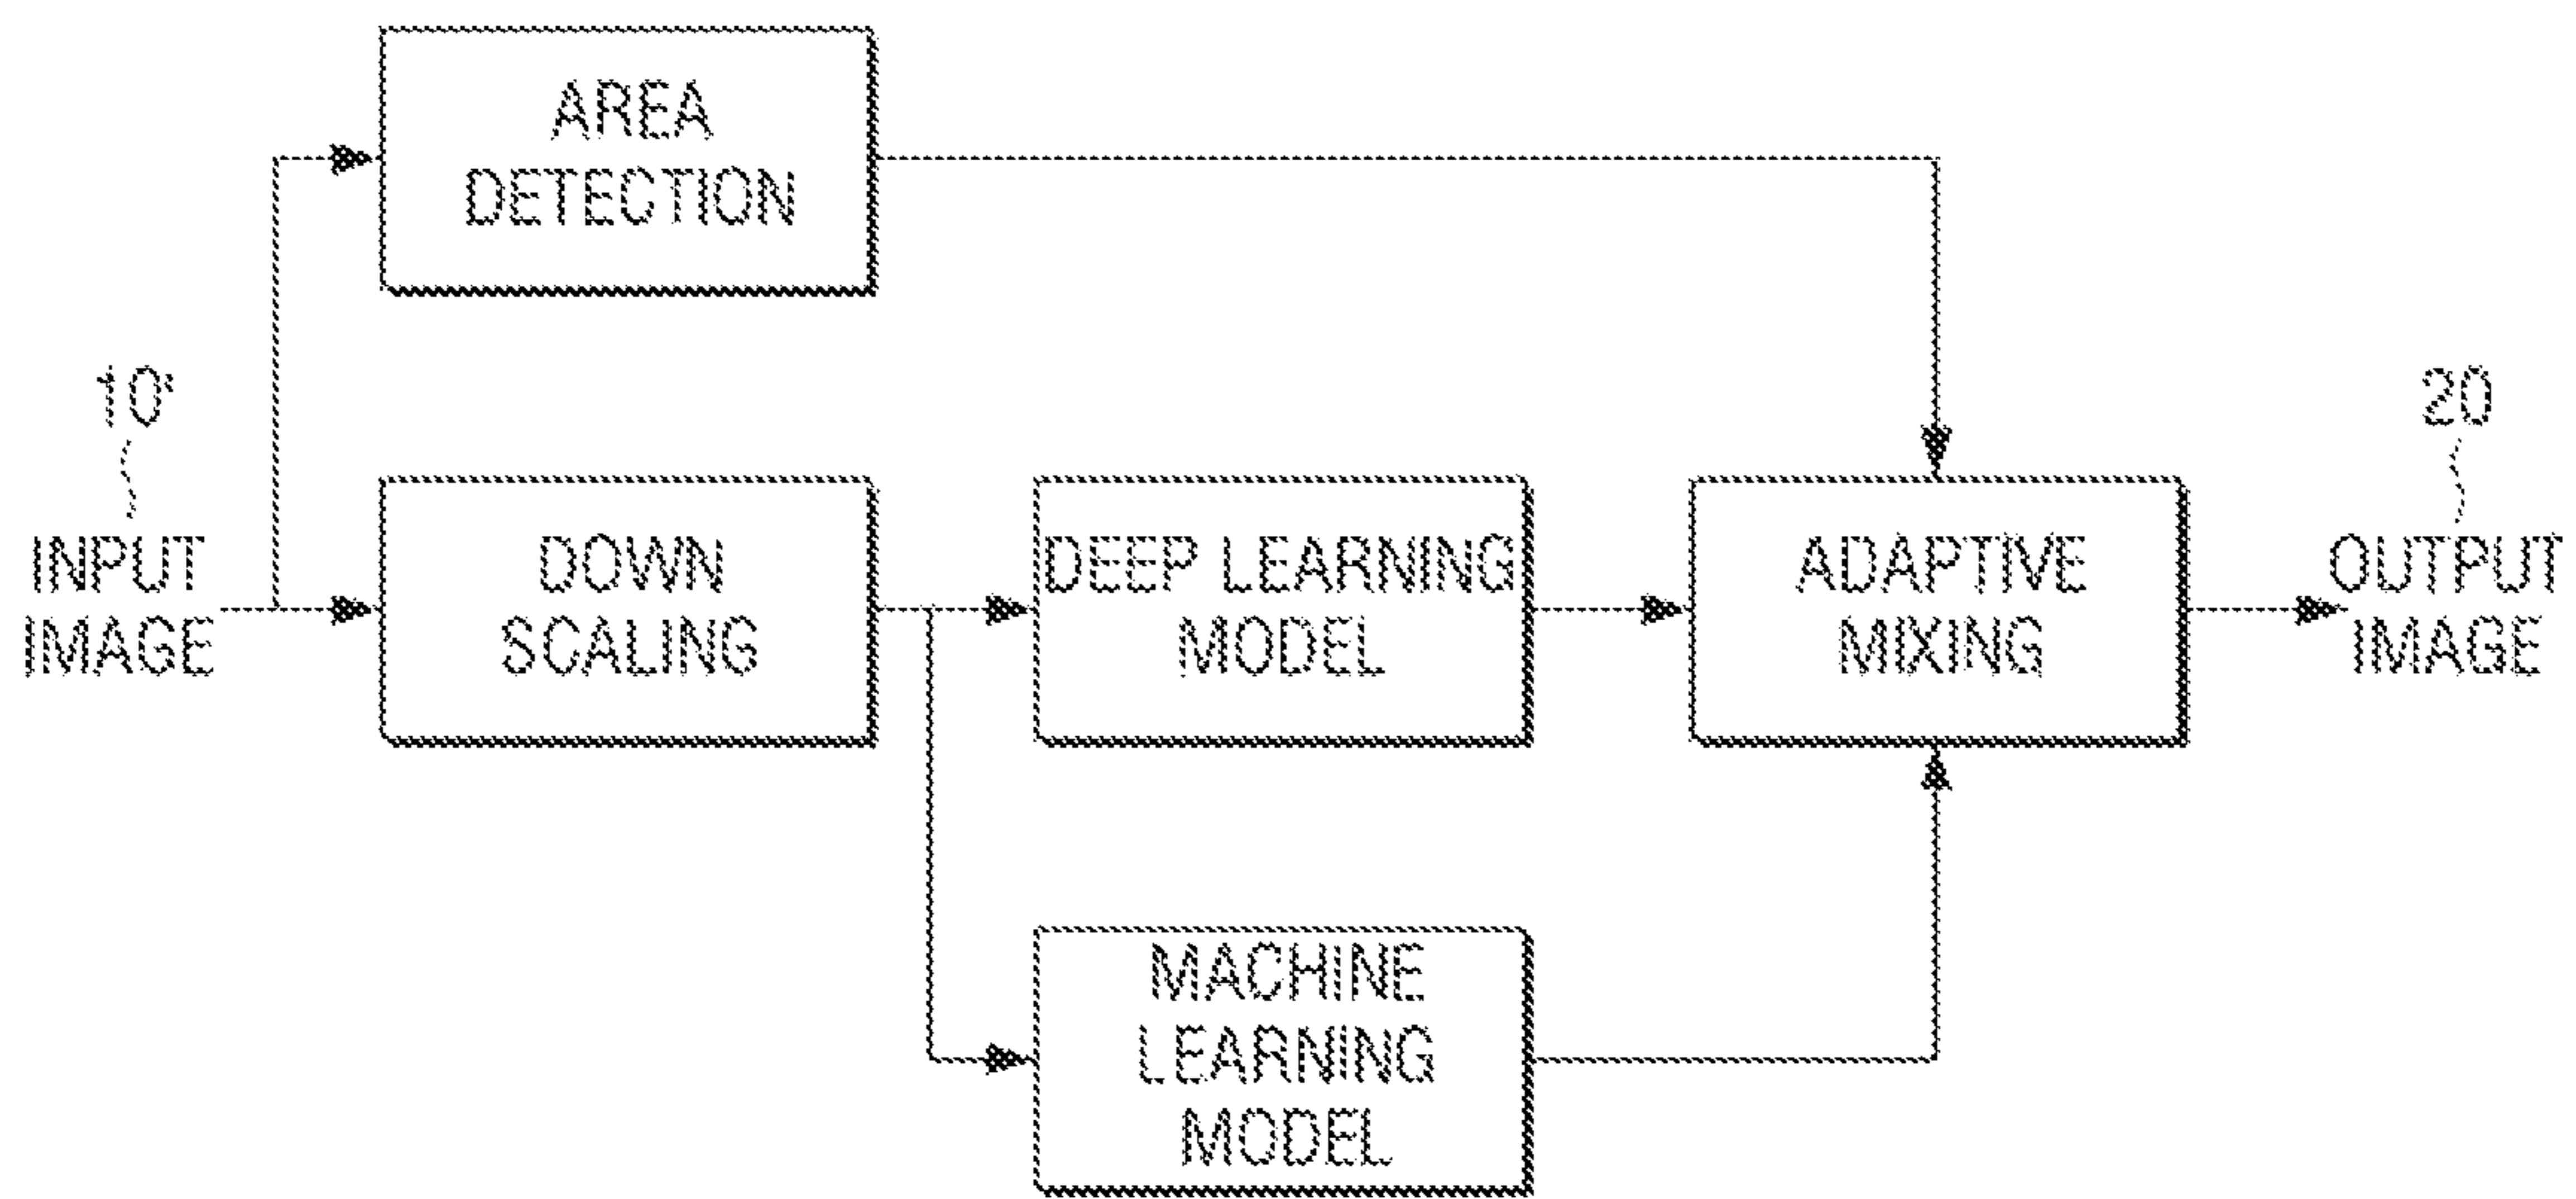 AREA
DETECTION
10'
INPUT
IMAGE
DOWN
SCALING
DEEP LEARNING
MODEL
ADAPTIVE
MIXING
20
OUTPUT
IMAGE
MACHINE
LEARNING
MODEL